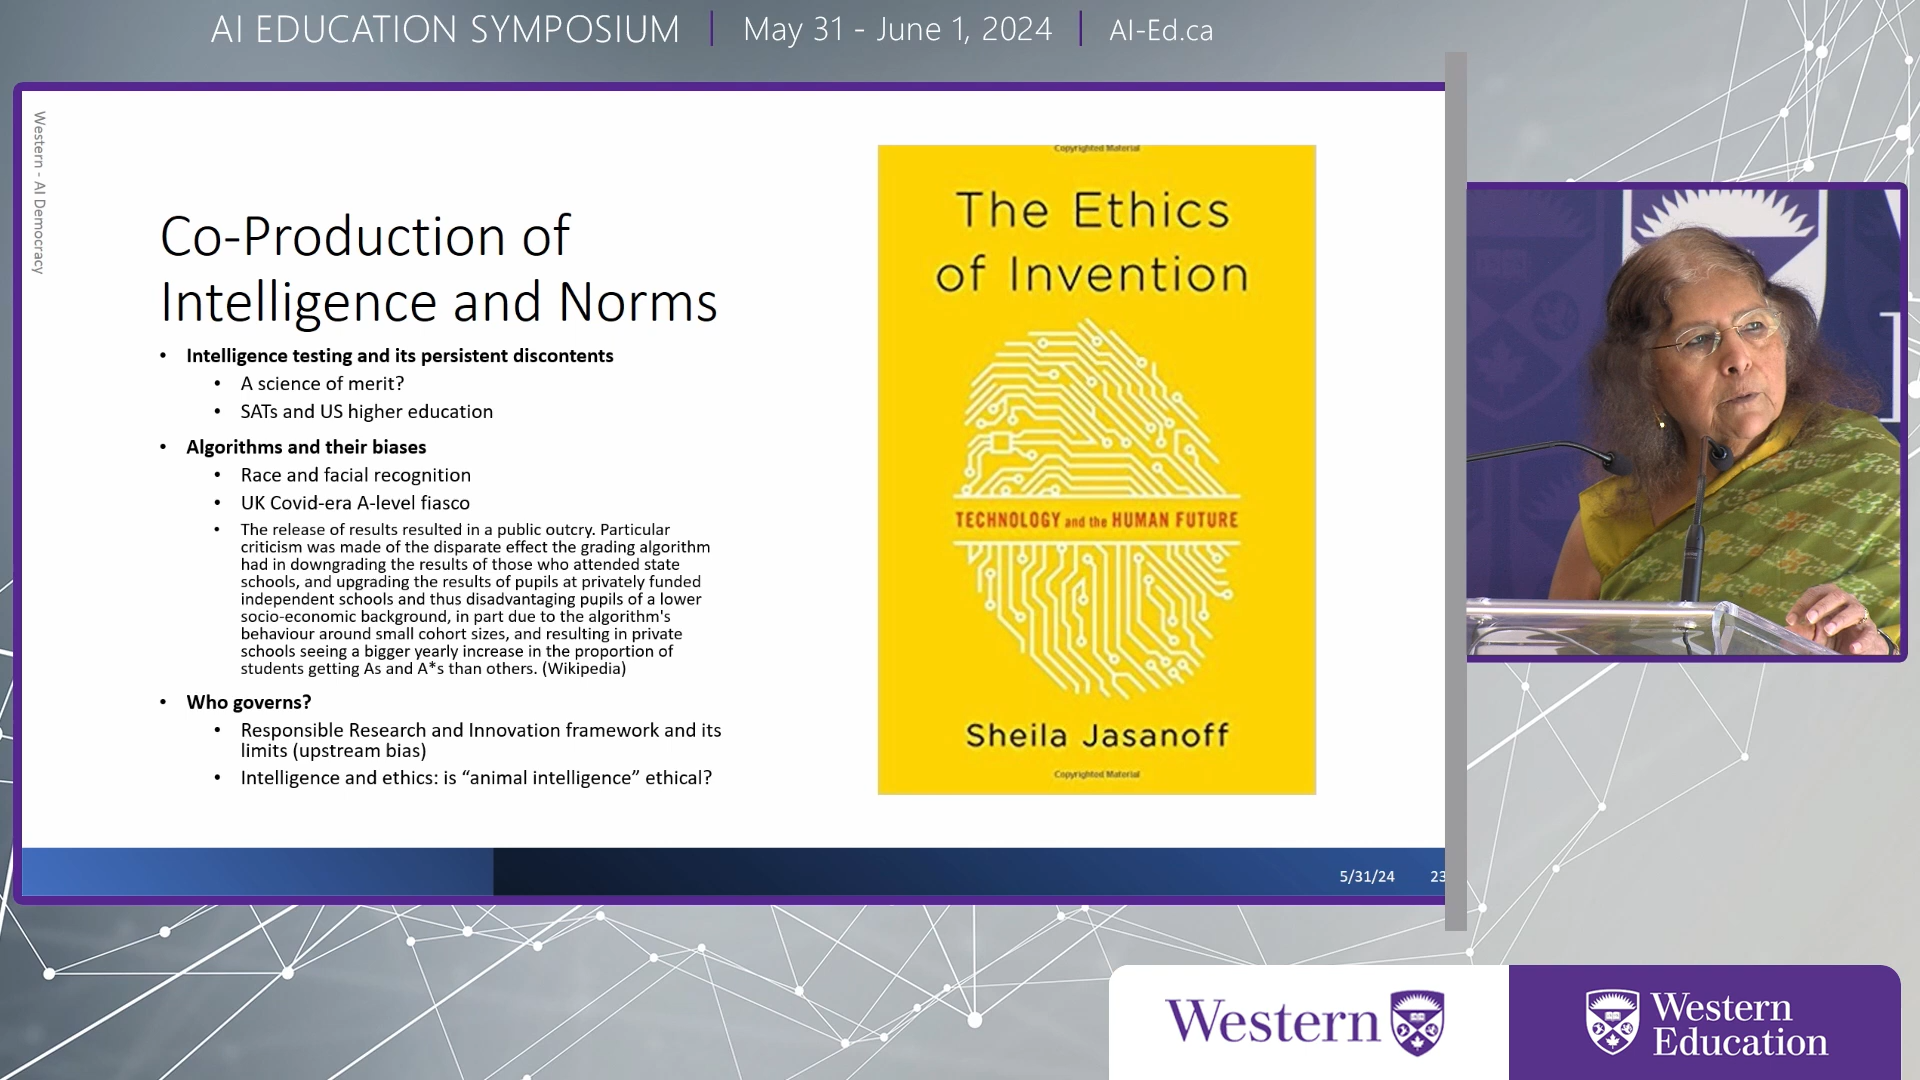 AI EDUCATION SYMPOSIUM | May 31 - June 1, 2024 | AI-Ed.ca
Western - AI Democracy
Co-Production of
Intelligence and Norms
• Intelligence testing and its persistent discontents
• A science of merit?
• SATs and US higher education
• Algorithms and their biases
• Race and facial recognition
• UK Covid-era A-level fiasco
• The release of results resulted in a public outcry. Particular
criticism was made of the disparate effect the grading algorithm
had in downgrading the results of those who attended state
schools, and upgrading the results of pupils at privately funded
independent schools and thus disadvantaging pupils of a lower
socio-economic background, in part due to the algorithm's
behaviour around small cohort sizes, and resulting in private
schools seeing a bigger yearly increase in the proportion of
students getting As and A*s than others. (Wikipedia)
• Who governs?
• Responsible Research and Innovation framework and its
limits (upstream bias)
• Intelligence and ethics: is “animal intelligence” ethical?
Copyrighted Material
The Ethics
of Invention
TECHNOLOGY and the HUMAN FUTURE
Sheila Jasanoff
Copyrighted Material
5/31/24 23
Western
Western
Education